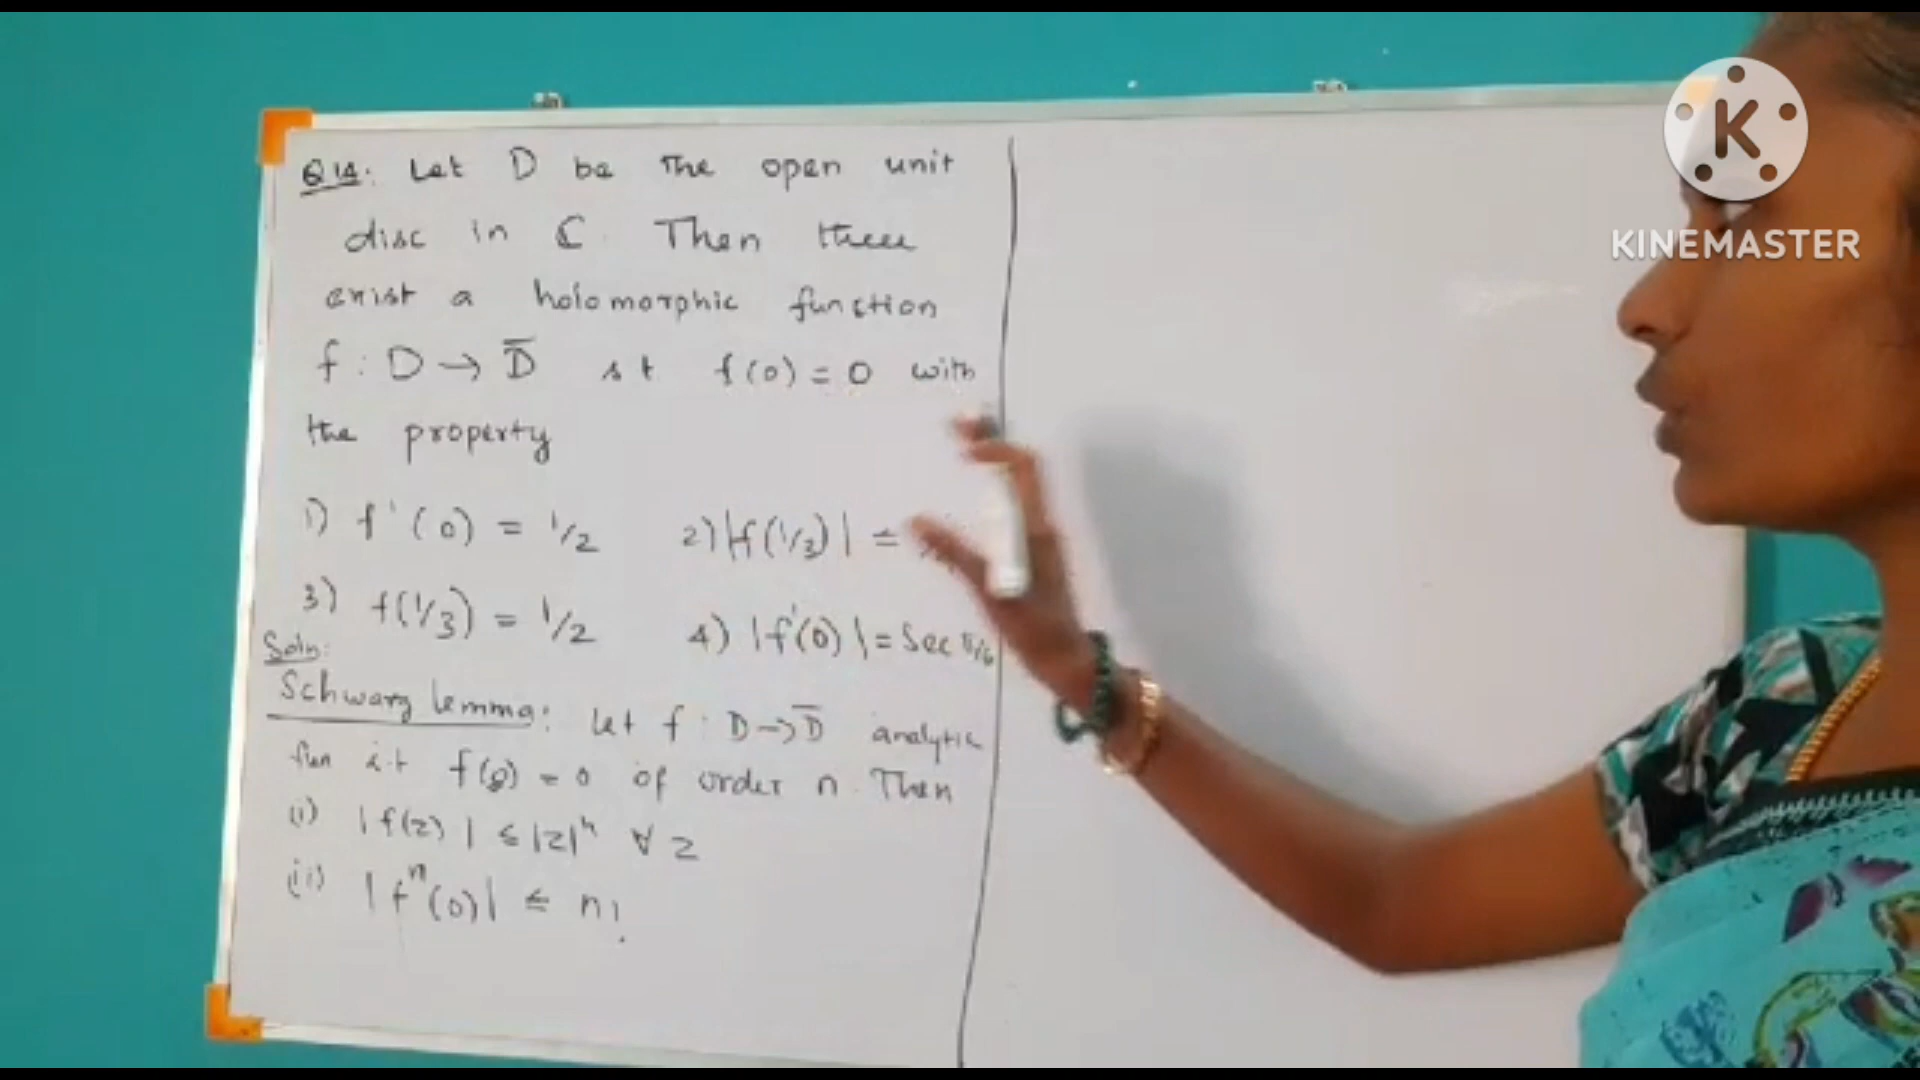 Q14: Let D be the open unit
disc in ℂ. Then there
exist a holomorphic function
f : D → D̅ s t f(0) = 0 with
the property
1) f'(0) = 1/2 2) |f(1/3)| =
3) f(1/3) = 1/2 4) |f'(0)| = Sec π/6
Soln:
Schwarz Lemma: Let f : D → D̅ analytic
fun s.t f(0) = 0 of order n. Then
(i) |f(z)| ≤ |z|ⁿ ∀ z
(ii) |fⁿ(0)| ≤ n!
K
KINEMASTER